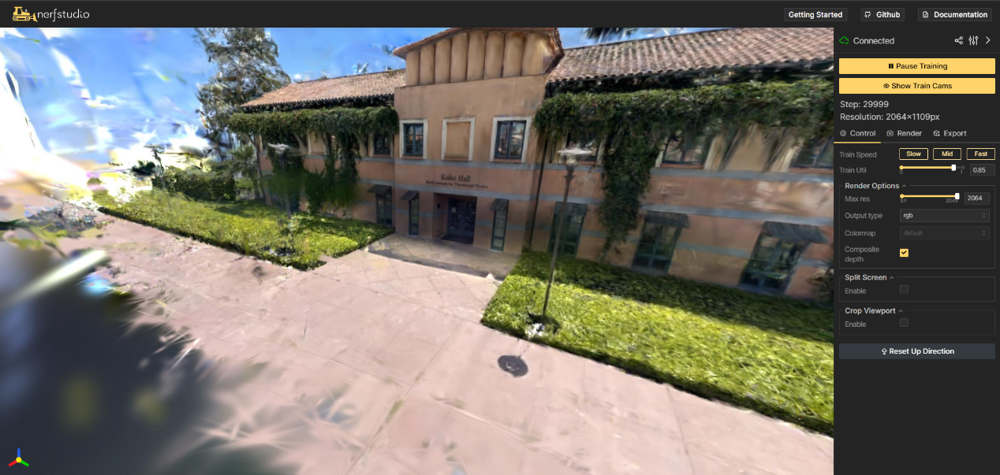 nerfstudio
Getting Started
Github
Documentation
Connected
Pause Training
Show Train Cams
Step: 29999
Resolution: 2064×1109px
Control
Render
Export
Train Speed
Slow
Mid
Fast
Train Util
0
1
0.85
Render Options
Max res
64
2048
2064
Output type
rgb
Colormap
default
Composite
depth
Split Screen
Enable
Crop Viewport
Enable
Reset Up Direction
Kohn Hall
Kavli Institute for Theoretical Physics